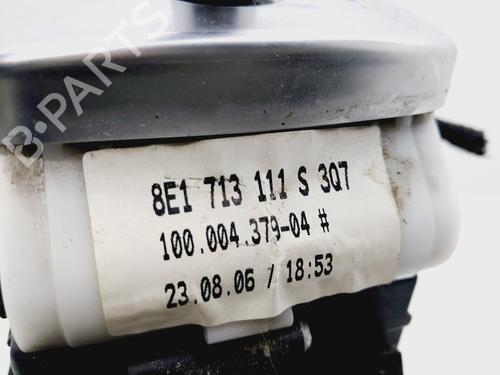 B-PARTS
8E1 713 111 S 3Q7
100.004.379-04 #
23.08.06 / 18:53